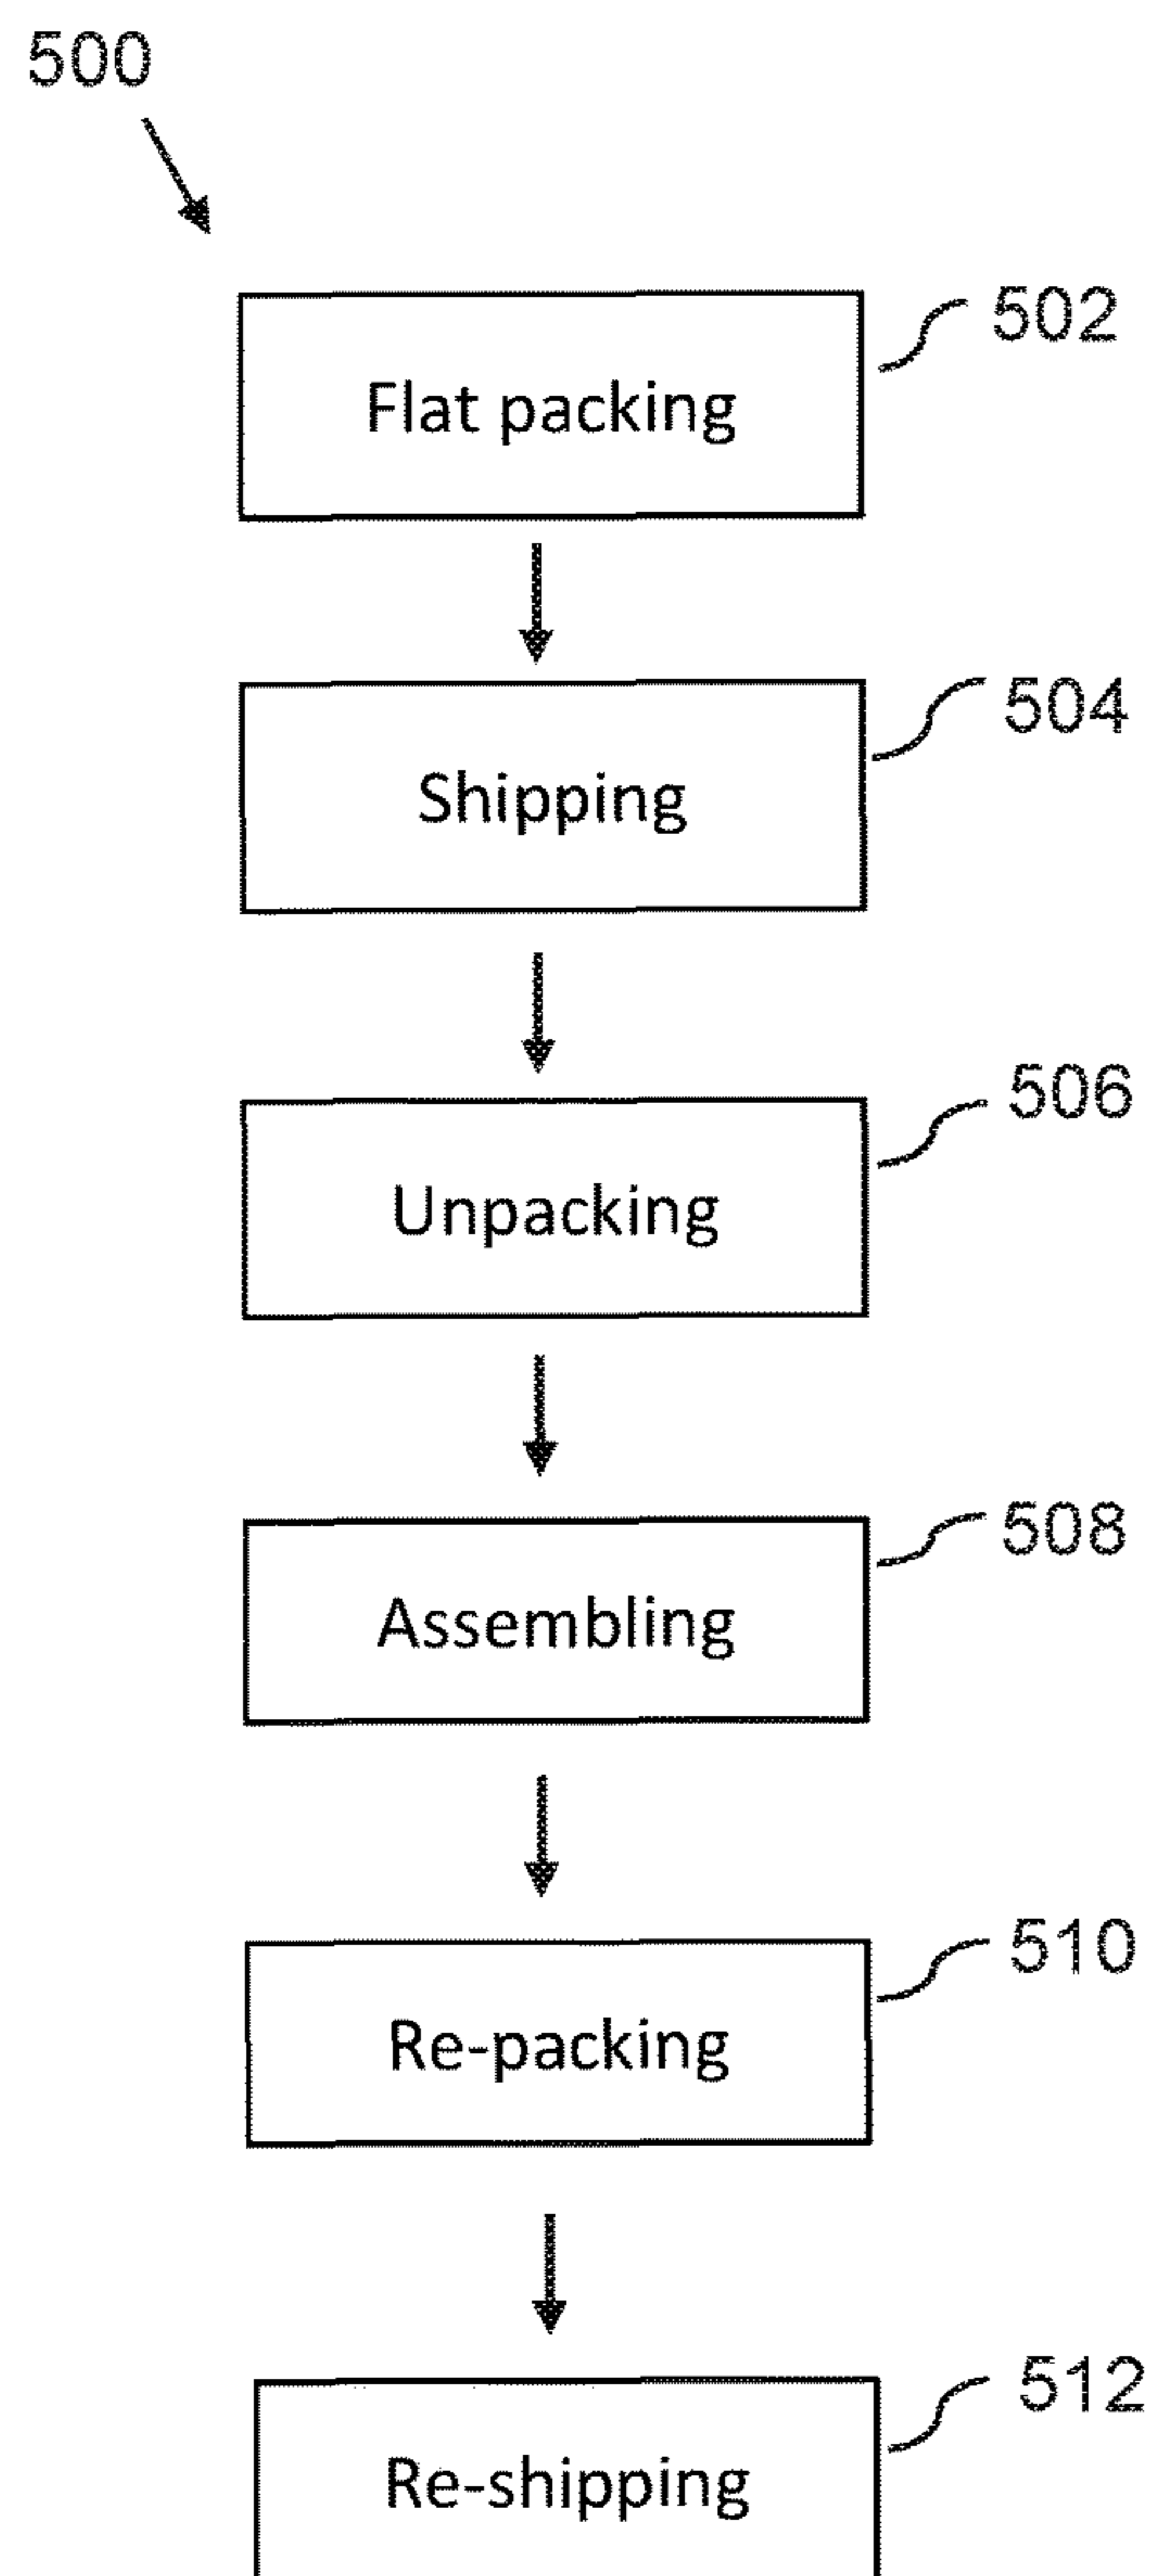 500
502
Flat packing
504
Shipping
506
Unpacking
508
Assembling
510
Re-packing
512
Re-shipping